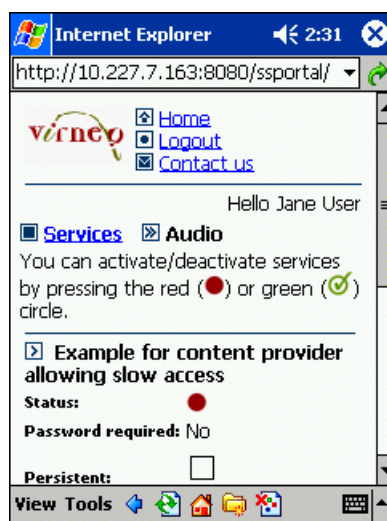 Internet Explorer 2:31
http://10.227.7.163:8080/ssportal/
virneo
Home
Logout
Contact us
Hello Jane User
Services Audio
You can activate/deactivate services
by pressing the red ( ) or green ( )
circle.
Example for content provider
allowing slow access
Status:
Password required: No
Persistent:
View Tools